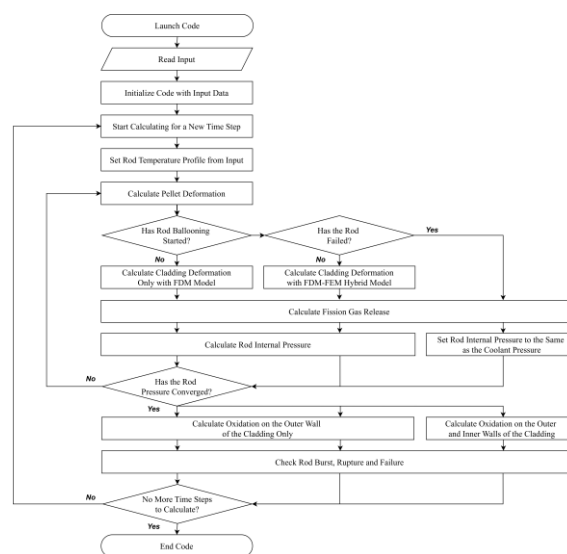 Launch Code
Read Input
Initialize Code with Input Data
Start Calculating for a New Time Step
Set Rod Temperature Profile from Input
Calculate Pellet Deformation
Has Rod Ballooning
Started?
Has the Rod
Failed?
Yes
No
No
Calculate Cladding Deformation
Only with FDM Model
Calculate Cladding Deformation
with FDM-FEM Hybrid Model
Calculate Fission Gas Release
Calculate Rod Internal Pressure
Set Rod Internal Pressure to the Same
as the Coolant Pressure
No
Has the Rod
Pressure Converged?
Yes
Calculate Oxidation on the Outer Wall
of the Cladding Only
Calculate Oxidation on the Outer
and Inner Walls of the Cladding
Check Rod Burst, Rupture and Failure
No
No More Time Steps
to Calculate?
Yes
End Code